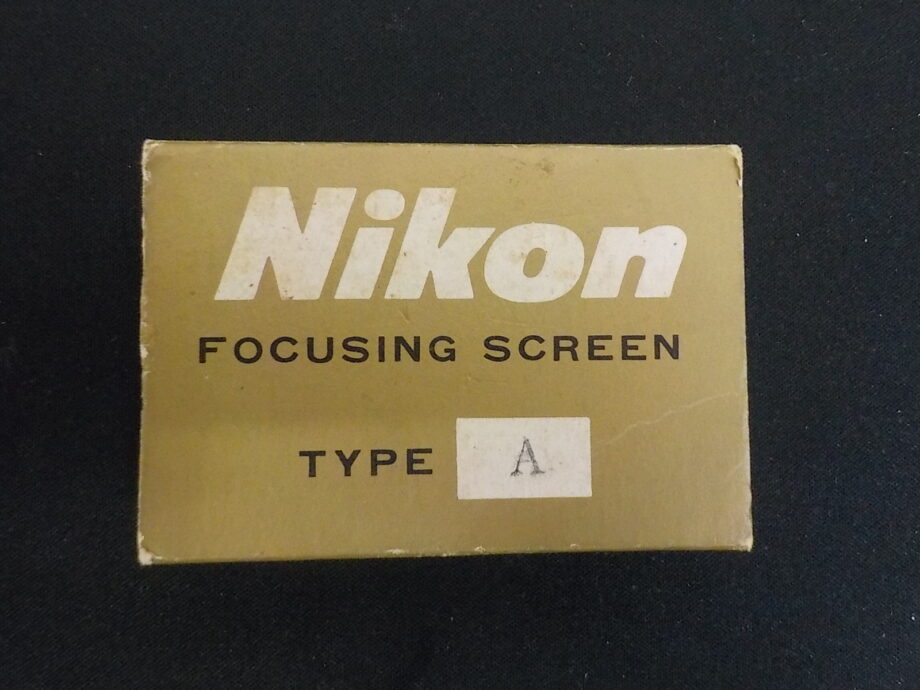 Nikon
FOCUSING SCREEN
TYPE A